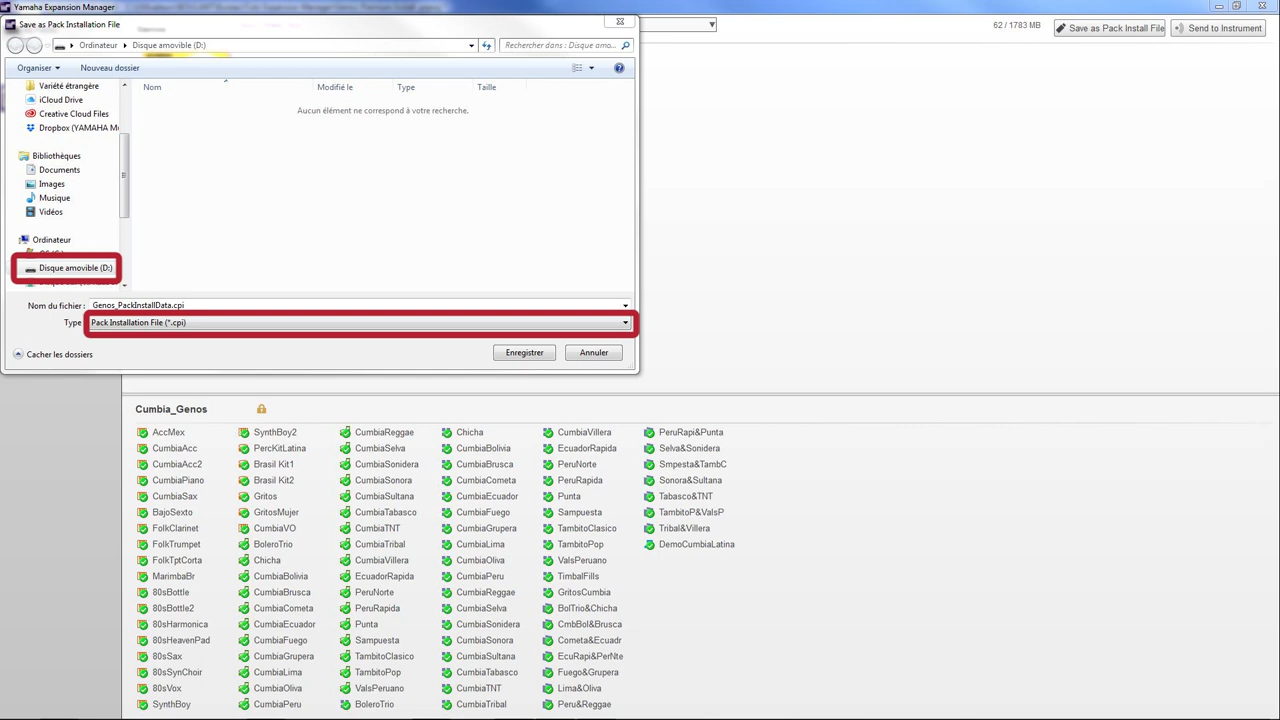 Yamaha Expansion Manager
Save as Pack Installation File
62 / 1783 MB
Save as Pack Install File
Send to Instrument
Ordinateur
Disque amovible (D:)
Rechercher dans : Disque amo...
Organiser
Nouveau dossier
Nom
Modifié le
Type
Taille
Aucun élément ne correspond à votre recherche.
Variété étrangère
iCloud Drive
Creative Cloud Files
Dropbox (YAMAHA M
Bibliothèques
Documents
Images
Musique
Vidéos
Ordinateur
Disque amovible (D:)
Nom du fichier : Genos_PackInstallData.cpi
Type Pack Installation File (*.cpi)
Cacher les dossiers
Enregistrer
Annuler
Cumbia_Genos
AccMex SynthBoy2 CumbiaReggae Chicha CumbiaVillera PeruRapi&Punta
CumbiaAcc PercKitLatina CumbiaSelva CumbiaBolivia EcuadorRapida Selva&Sonidera
CumbiaAcc2 Brasil Kit1 CumbiaSonidera CumbiaBrusca PeruNorte Smpesta&TambC
CumbiaPiano Brasil Kit2 CumbiaSonora CumbiaCometa PeruRapida Sonora&Sultana
CumbiaSax Gritos CumbiaSultana CumbiaEcuador Punta Tabasco&TNT
BajoSexto GritosMujer CumbiaTabasco CumbiaFuego Sampuesta TambitoP&ValsP
FolkClarinet CumbiaVO CumbiaTNT CumbiaGrupera TambitoClasico Tribal&Villera
FolkTrumpet BoleroTrio CumbiaTribal CumbiaLima TambitoPop DemoCumbiaLatina
FolkTptCorta Chicha CumbiaVillera CumbiaOliva ValsPeruano
MarimbaBr CumbiaBolivia EcuadorRapida CumbiaPeru TimbalFills
80sBottle CumbiaBrusca PeruNorte CumbiaReggae GritosCumbia
80sBottle2 CumbiaCometa PeruRapida CumbiaSelva BolTrio&Chicha
80sHarmonica CumbiaEcuador Punta CumbiaSonidera CmbBol&Brusca
80sHeavenPad CumbiaFuego Sampuesta CumbiaSonora Cometa&Ecuadr
80sSax CumbiaGrupera TambitoClasico CumbiaSultana EcuRapi&PerNte
80sSynChoir CumbiaLima TambitoPop CumbiaTabasco Fuego&Grupera
80sVox CumbiaOliva ValsPeruano CumbiaTNT Lima&Oliva
SynthBoy CumbiaPeru BoleroTrio CumbiaTribal Peru&Reggae